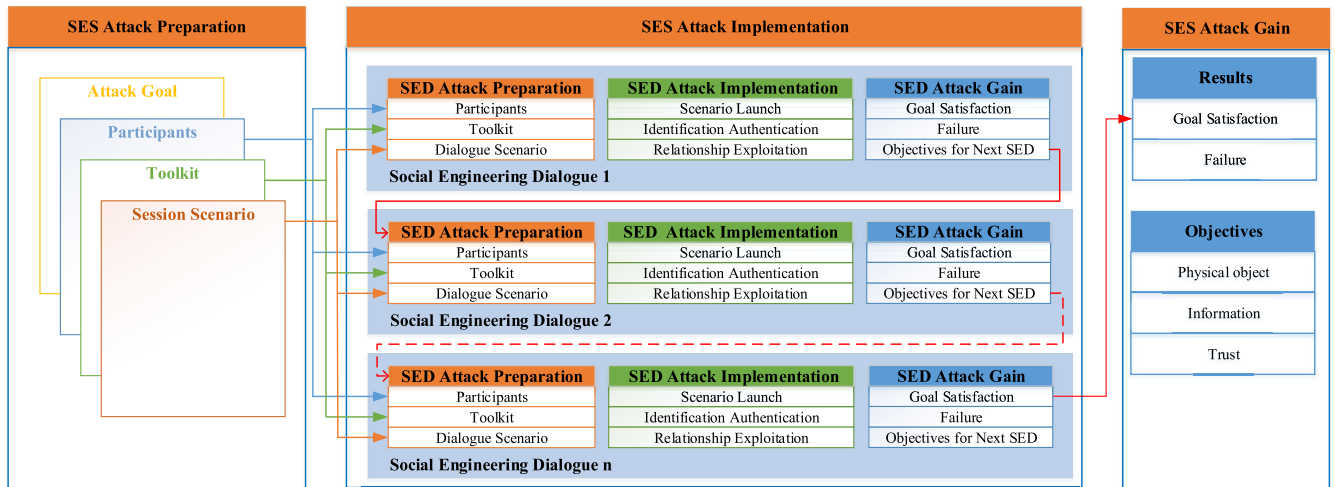 SES Attack Preparation
Attack Goal
Participants
Toolkit
Session Scenario
SES Attack Implementation
SED Attack Preparation
Participants
Toolkit
Dialogue Scenario
SED Attack Implementation
Scenario Launch
Identification Authentication
Relationship Exploitation
SED Attack Gain
Goal Satisfaction
Failure
Objectives for Next SED
Social Engineering Dialogue 1
SED Attack Preparation
Participants
Toolkit
Dialogue Scenario
SED Attack Implementation
Scenario Launch
Identification Authentication
Relationship Exploitation
SED Attack Gain
Goal Satisfaction
Failure
Objectives for Next SED
Social Engineering Dialogue 2
SED Attack Preparation
Participants
Toolkit
Dialogue Scenario
SED Attack Implementation
Scenario Launch
Identification Authentication
Relationship Exploitation
SED Attack Gain
Goal Satisfaction
Failure
Objectives for Next SED
Social Engineering Dialogue n
SES Attack Gain
Results
Goal Satisfaction
Failure
Objectives
Physical object
Information
Trust